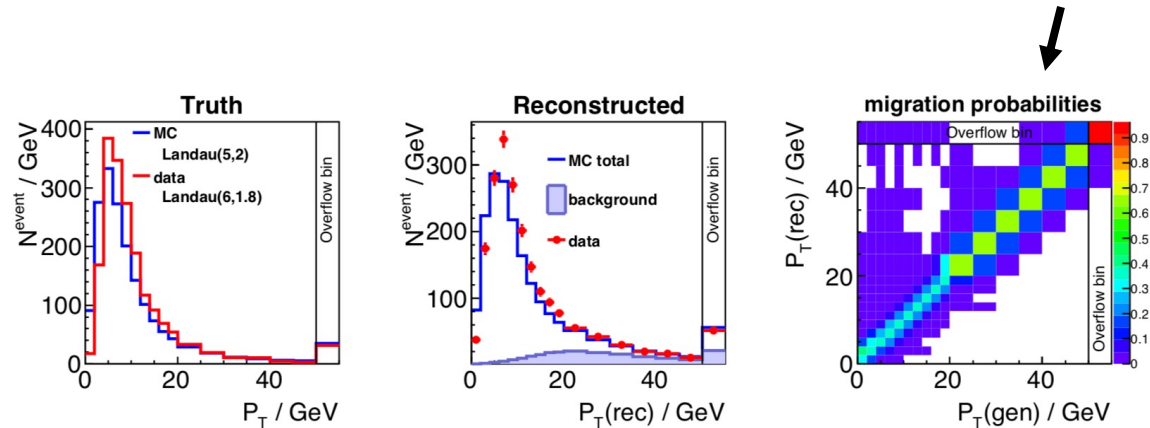 Truth
N^event / GeV
400
300
200
100
0
MC
Landau(5,2)
data
Landau(6,1.8)
Overflow bin
0
20
40
P_T / GeV
Reconstructed
N^event / GeV
300
200
100
MC total
background
data
Overflow bin
0
20
40
P_T(rec) / GeV
migration probabilities
P_T(rec) / GeV
40
20
0
Overflow bin
Overflow bin
0.9
0.8
0.7
0.6
0.5
0.4
0.3
0.2
0.1
0
0
20
40
P_T(gen) / GeV